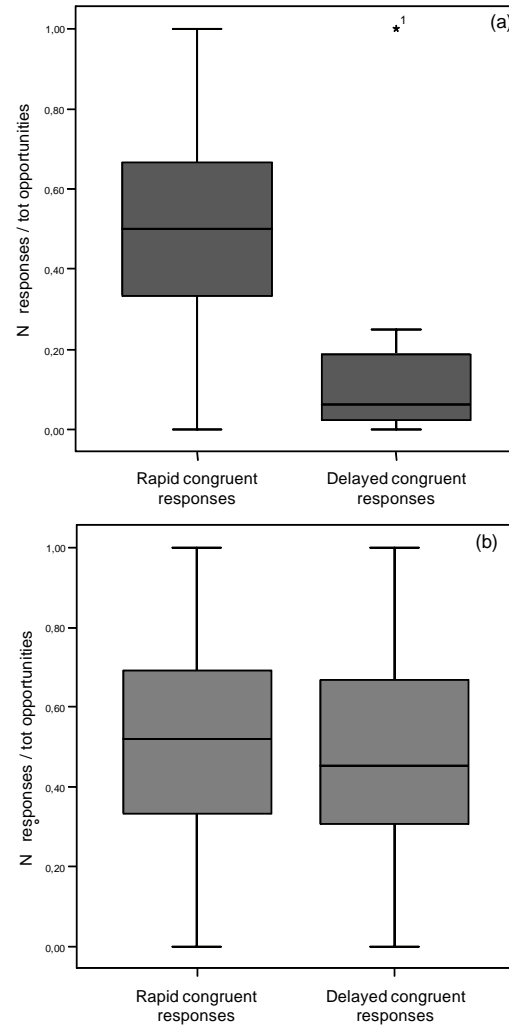 (a)
1,00
*1
0,80
0,60
0,40
0,20
0,00
N responses / tot opportunities
Rapid congruent
responses
Delayed congruent
responses
(b)
1,00
0,80
0,60
0,40
0,20
0,00
N responses / tot opportunities
Rapid congruent
responses
Delayed congruent
responses